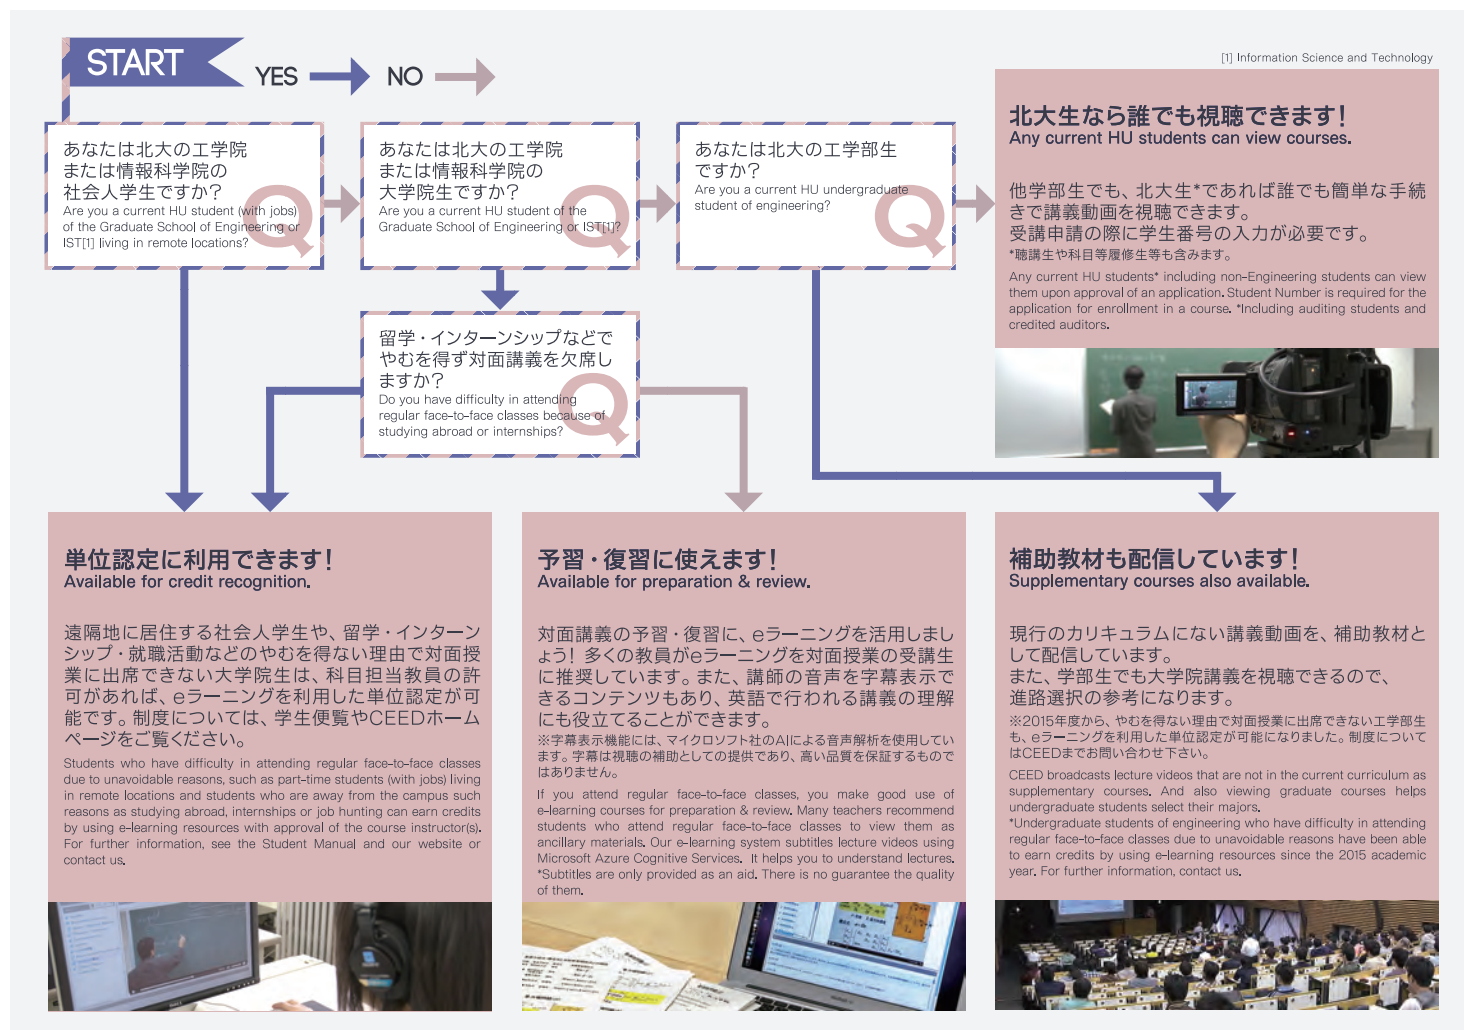 START
YES
NO
[1] Information Science and Technology
あなたは北大の工学院
または情報科学院の
社会人学生ですか？
Are you a current HU student (with jobs)
of the Graduate School of Engineering or
IST[1] living in remote locations?
Q
あなたは北大の工学院
または情報科学院の
大学院生ですか？
Are you a current HU student of the
Graduate School of Engineering or IST[1]?
Q
あなたは北大の工学部生
ですか？
Are you a current HU undergraduate
student of engineering?
Q
北大生なら誰でも視聴できます！
Any current HU students can view courses.
他学部生でも、北大生*であれば誰でも簡単な手続
きで講義動画を視聴できます。
受講申請の際に学生番号の入力が必要です。
*聴講生や科目等履修生等も含みます。
Any current HU students* including non-Engineering students can view
them upon approval of an application. Student Number is required for the
application for enrollment in a course. *Including auditing students and
credited auditors.
留学・インターンシップなどで
やむを得ず対面講義を欠席し
ますか？
Do you have difficulty in attending
regular face-to-face classes because of
studying abroad or internships?
Q
単位認定に利用できます！
Available for credit recognition.
遠隔地に居住する社会人学生や、留学・インターン
シップ・就職活動などのやむを得ない理由で対面授
業に出席できない大学院生は、科目担当教員の許
可があれば、eラーニングを利用した単位認定が可
能です。制度については、学生便覧やCEEDホーム
ページをご覧ください。
Students who have difficulty in attending regular face-to-face classes
due to unavoidable reasons, such as part-time students (with jobs) living
in remote locations and students who are away from the campus such
reasons as studying abroad, internships or job hunting can earn credits
by using e-learning resources with approval of the course instructor(s).
For further information, see the Student Manual and our website or
contact us.
予習・復習に使えます！
Available for preparation & review.
対面講義の予習・復習に、eラーニングを活用しまし
ょう！ 多くの教員がeラーニングを対面授業の受講生
に推奨しています。また、講師の音声を字幕表示で
きるコンテンツもあり、英語で行われる講義の理解
にも役立てることができます。
※字幕表示機能には、マイクロソフト社のAIによる音声解析を使用してい
ます。字幕は視聴の補助としての提供であり、高い品質を保証するもので
はありません。
If you attend regular face-to-face classes, you make good use of
e-learning courses for preparation & review. Many teachers recommend
students who attend regular face-to-face classes to view them as
ancillary materials. Our e-learning system subtitles lecture videos using
Microsoft Azure Cognitive Services. It helps you to understand lectures.
*Subtitles are only provided as an aid. There is no guarantee the quality
of them.
補助教材も配信しています！
Supplementary courses also available.
現行のカリキュラムにない講義動画を、補助教材と
して配信しています。
また、学部生でも大学院講義を視聴できるので、
進路選択の参考になります。
※2015年度から、やむを得ない理由で対面授業に出席できない工学部生
も、eラーニングを利用した単位認定が可能になりました。制度について
はCEEDまでお問い合わせ下さい。
CEED broadcasts lecture videos that are not in the current curriculum as
supplementary courses. And also viewing graduate courses helps
undergraduate students select their majors.
*Undergraduate students of engineering who have difficulty in attending
regular face-to-face classes due to unavoidable reasons have been able
to earn credits by using e-learning resources since the 2015 academic
year. For further information, contact us.